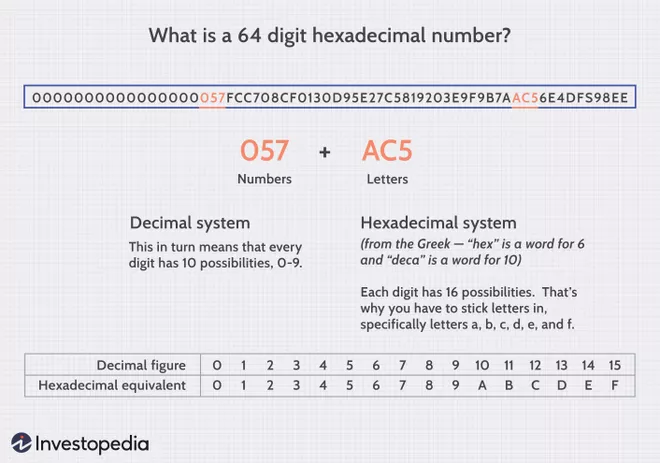 What is a 64 digit hexadecimal number?
0000000000000000057FCC708CF0130D95E27C5819203E9F9B7AAC56E4DFS98EE
057 + AC5
Numbers Letters
Decimal system
This in turn means that every
digit has 10 possibilities, 0-9.
Hexadecimal system
(from the Greek — “hex” is a word for 6
and “deca” is a word for 10)
Each digit has 16 possibilities. That’s
why you have to stick letters in,
specifically letters a, b, c, d, e, and f.
Decimal figure 0 1 2 3 4 5 6 7 8 9 10 11 12 13 14 15
Hexadecimal equivalent 0 1 2 3 4 5 6 7 8 9 A B C D E F
Investopedia